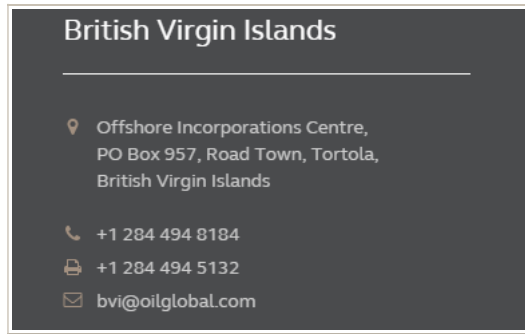 British Virgin Islands
Offshore Incorporations Centre,
PO Box 957, Road Town, Tortola,
British Virgin Islands
+1 284 494 8184
+1 284 494 5132
bvi@oilglobal.com